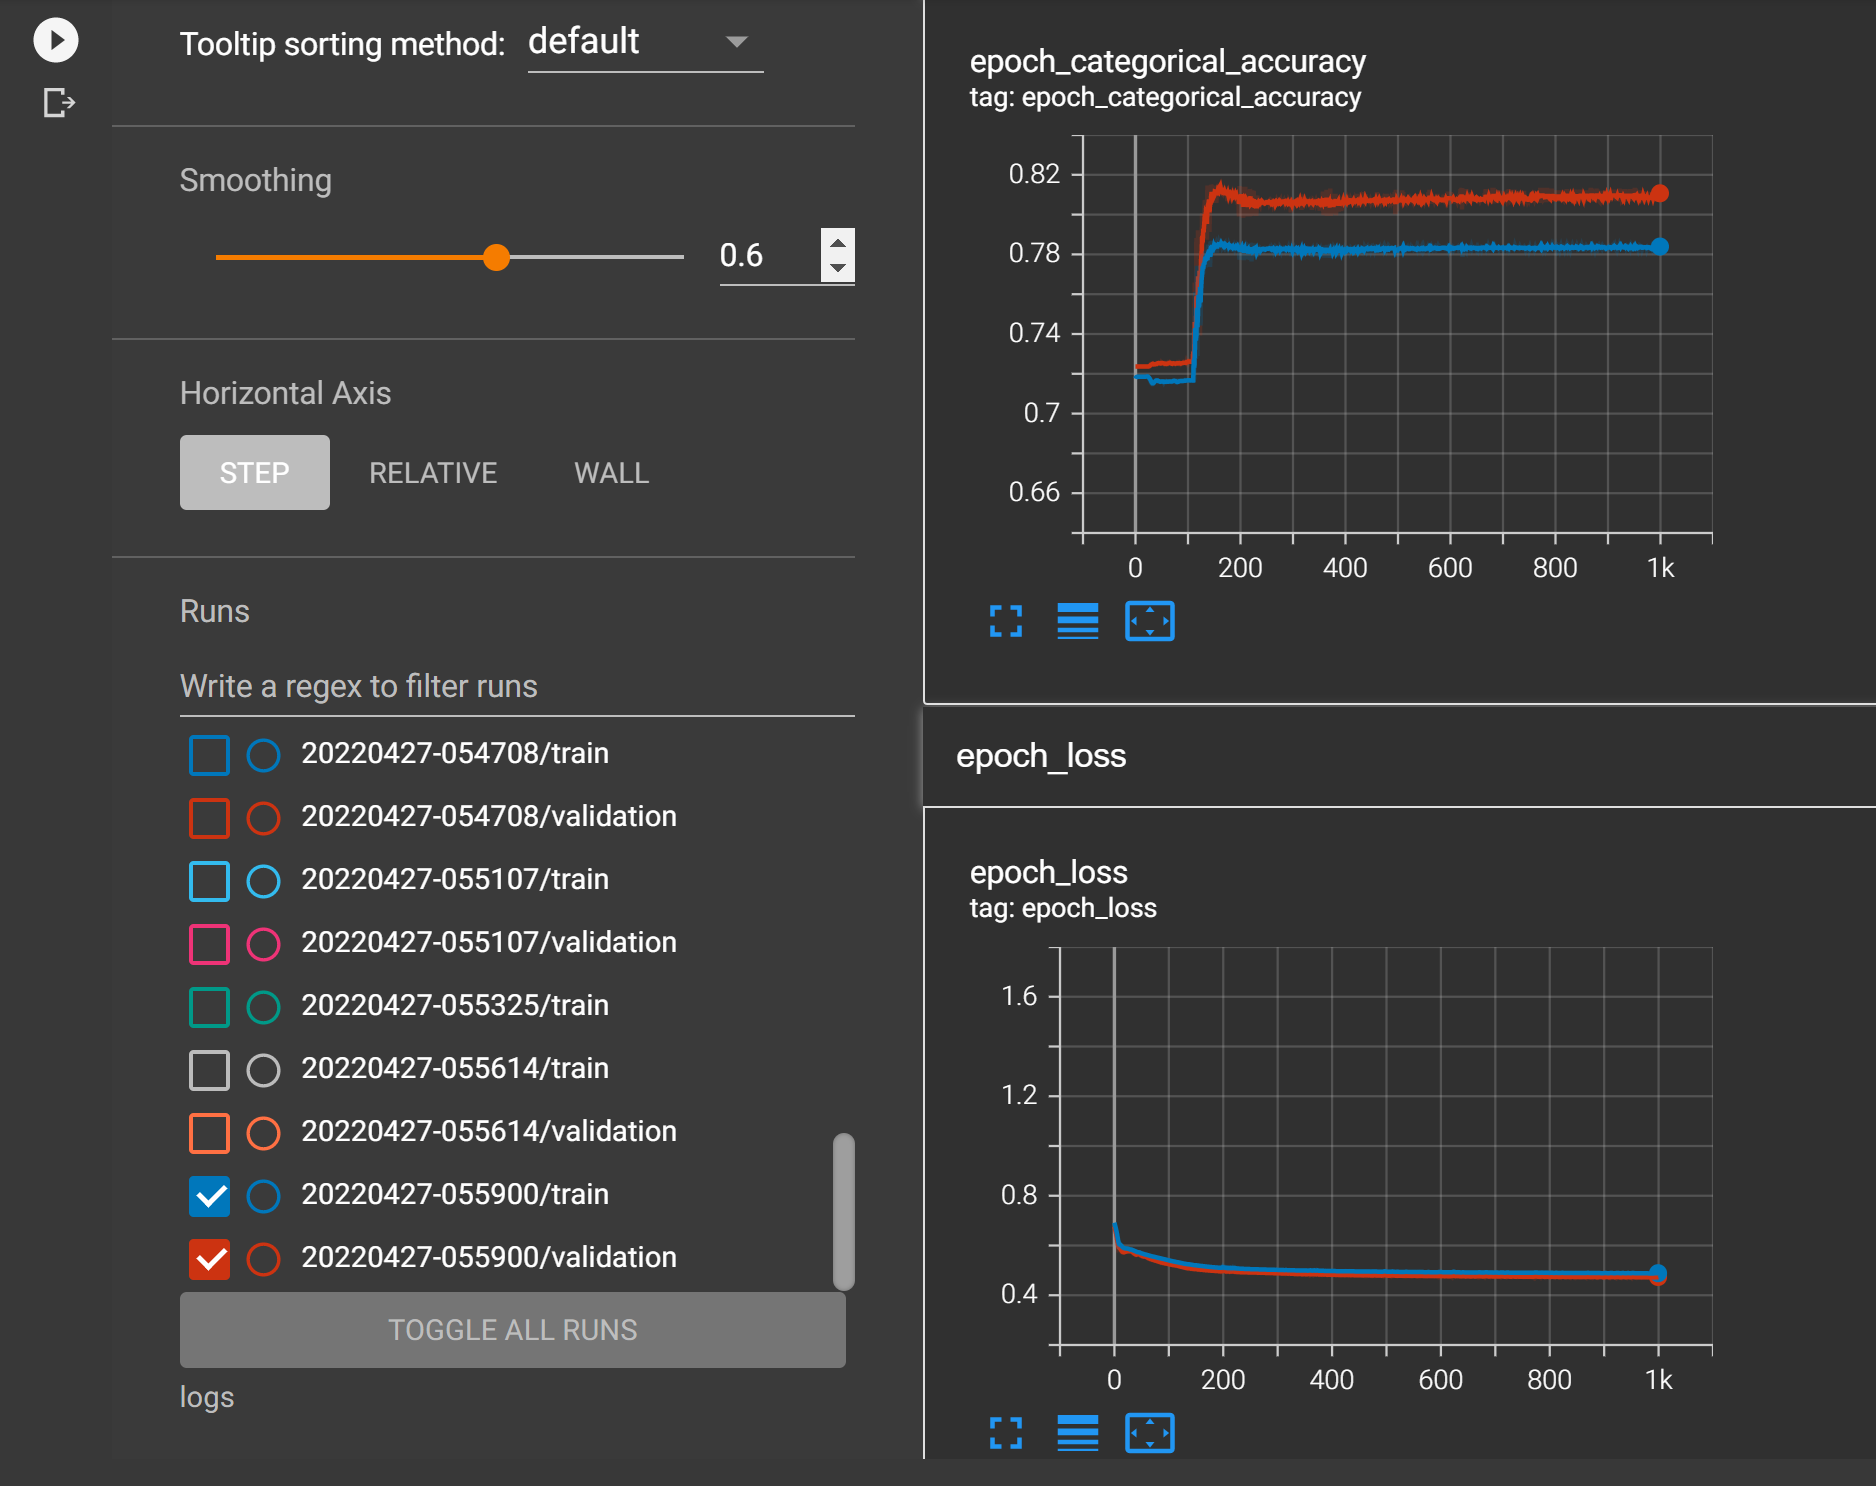 Tooltip sorting method: default
Smoothing
0.6
Horizontal Axis
STEP RELATIVE WALL
Runs
Write a regex to filter runs
20220427-054708/train
20220427-054708/validation
20220427-055107/train
20220427-055107/validation
20220427-055325/train
20220427-055614/train
20220427-055614/validation
20220427-055900/train
20220427-055900/validation
TOGGLE ALL RUNS
logs
epoch_categorical_accuracy
tag: epoch_categorical_accuracy
0.82
0.78
0.74
0.7
0.66
0 200 400 600 800 1k
epoch_loss
epoch_loss
tag: epoch_loss
1.6
1.2
0.8
0.4
0 200 400 600 800 1k